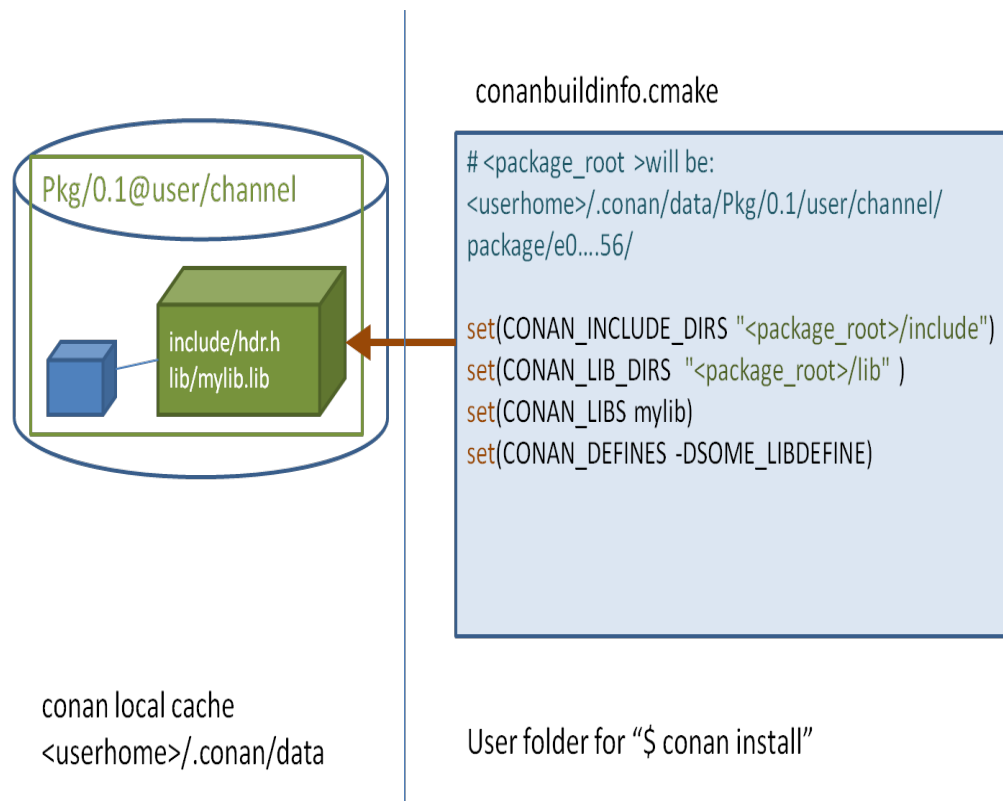 conanbuildinfo.cmake
Pkg/0.1@user/channel
include/hdr.h
lib/mylib.lib
# <package_root >will be:
<userhome>/.conan/data/Pkg/0.1/user/channel/
package/e0....56/
set(CONAN_INCLUDE_DIRS "<package_root>/include")
set(CONAN_LIB_DIRS "<package_root>/lib" )
set(CONAN_LIBS mylib)
set(CONAN_DEFINES -DSOME_LIBDEFINE)
conan local cache
<userhome>/.conan/data
User folder for “$ conan install”